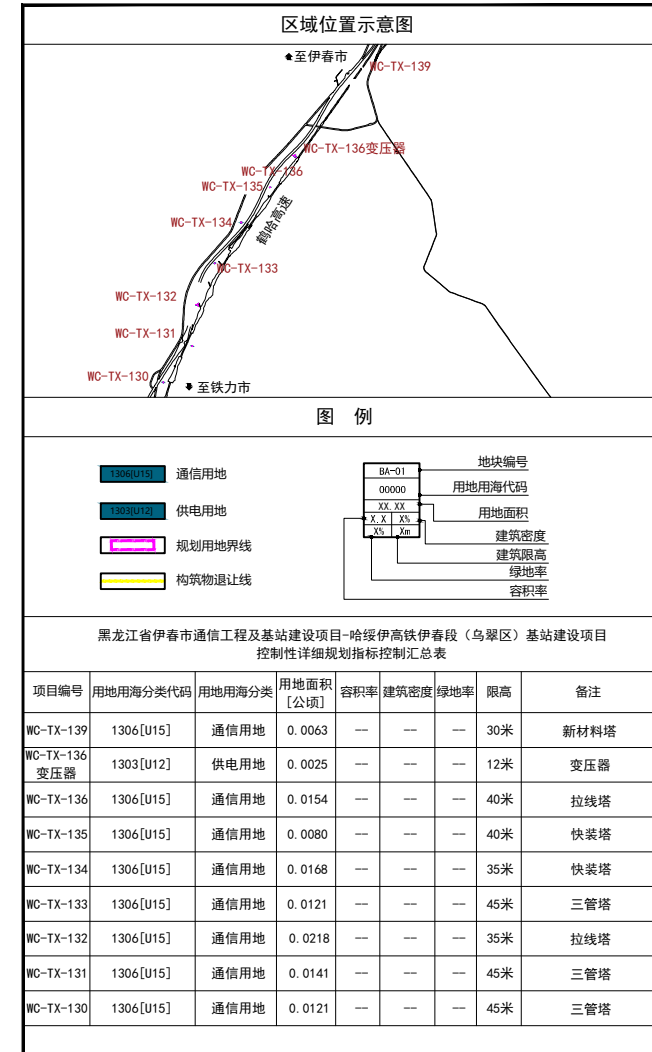 区域位置示意图
至伊春市
WC-TX-139
WC-TX-136变压器
WC-TX-136
WC-TX-135
WC-TX-134
鹤哈高速
WC-TX-133
WC-TX-132
WC-TX-131
WC-TX-130
至铁力市
图 例
1306[U15] 通信用地
1303[U12] 供电用地
规划用地界线
构筑物退让线
BA-01 地块编号
00000 用地用海代码
XX.XX 用地面积
X.X X% 建筑密度
X% Xm 建筑限高
绿地率
容积率
黑龙江省伊春市通信工程及基站建设项目-哈绥伊高铁伊春段（乌翠区）基站建设项目
控制性详细规划指标控制汇总表
项目编号 用地用海分类代码 用地用海分类 用地面积[公顷] 容积率 建筑密度 绿地率 限高 备注
WC-TX-139 1306[U15] 通信用地 0.0063 -- -- -- 30米 新材料塔
WC-TX-136变压器 1303[U12] 供电用地 0.0025 -- -- -- 12米 变压器
WC-TX-136 1306[U15] 通信用地 0.0154 -- -- -- 40米 拉线塔
WC-TX-135 1306[U15] 通信用地 0.0080 -- -- -- 40米 快装塔
WC-TX-134 1306[U15] 通信用地 0.0168 -- -- -- 35米 快装塔
WC-TX-133 1306[U15] 通信用地 0.0121 -- -- -- 45米 三管塔
WC-TX-132 1306[U15] 通信用地 0.0218 -- -- -- 35米 拉线塔
WC-TX-131 1306[U15] 通信用地 0.0141 -- -- -- 45米 三管塔
WC-TX-130 1306[U15] 通信用地 0.0121 -- -- -- 45米 三管塔